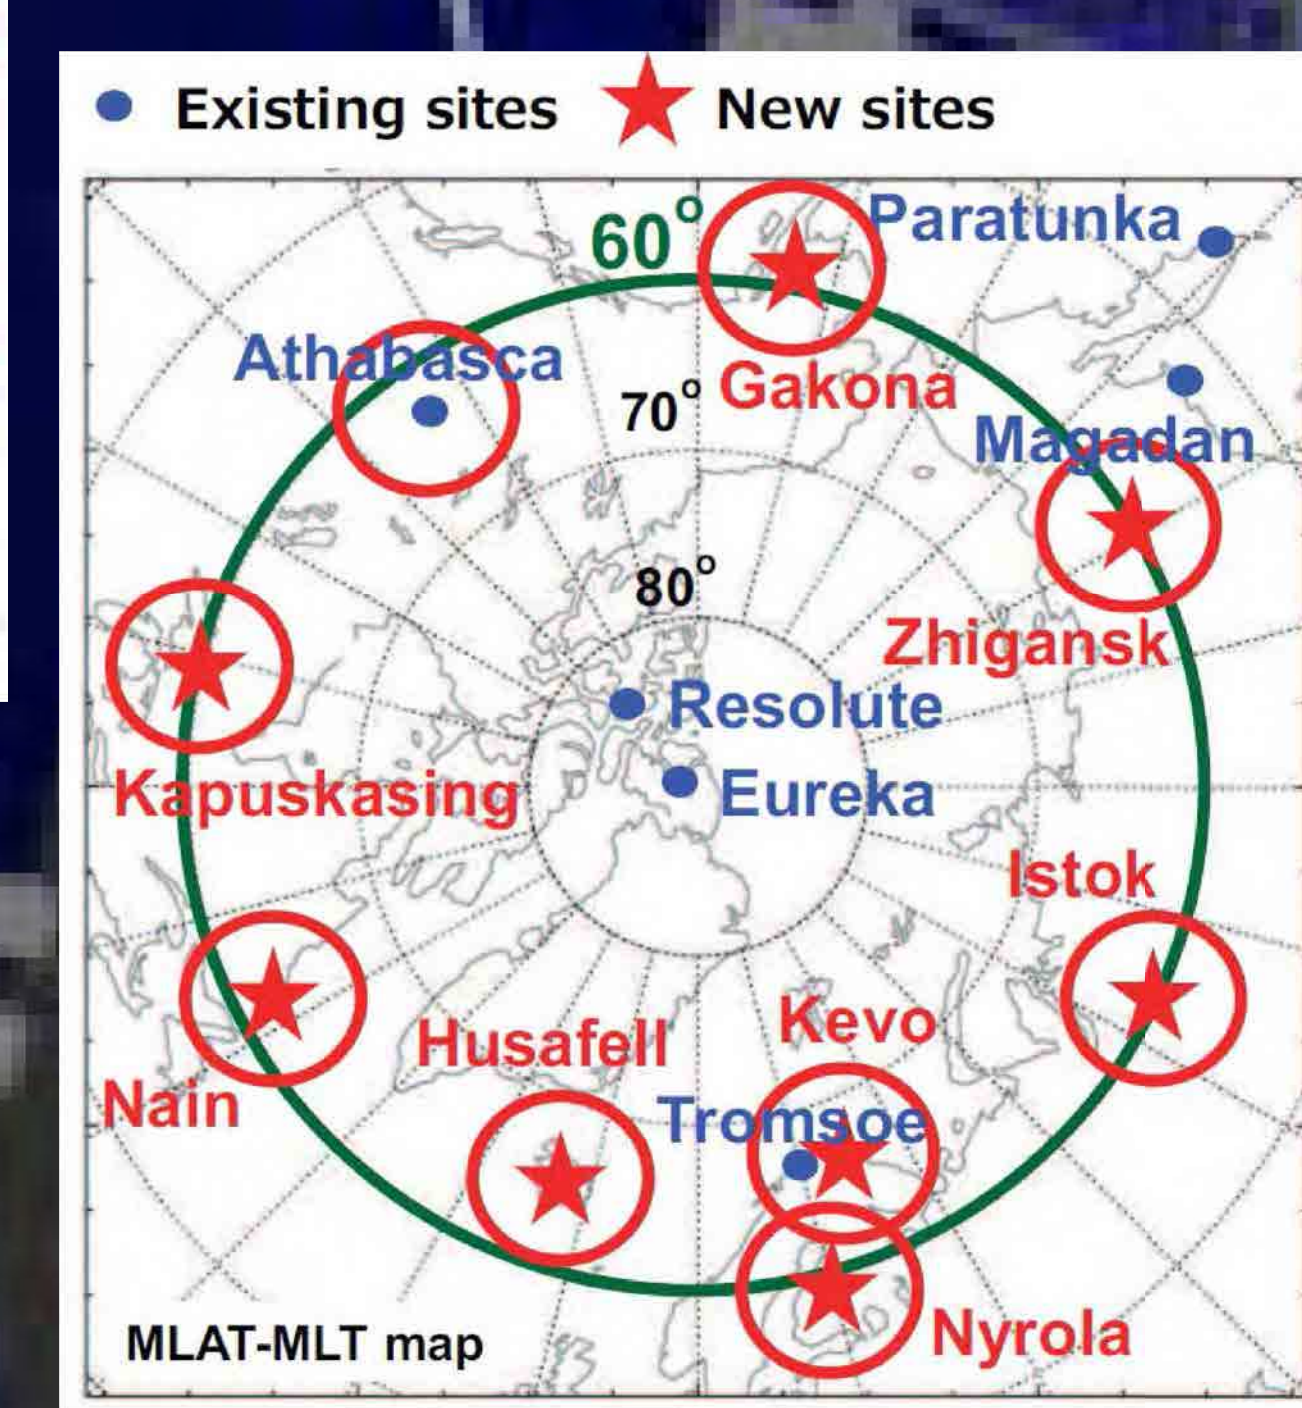 Existing sites New sites
60°
Paratunka
Athabasca
70°
Gakona
Magadan
80°
Zhigansk
Resolute
Kapuskasing
Eureka
Istok
Kevo
Husafell
Nain
Tromsoe
Nyrola
MLAT-MLT map